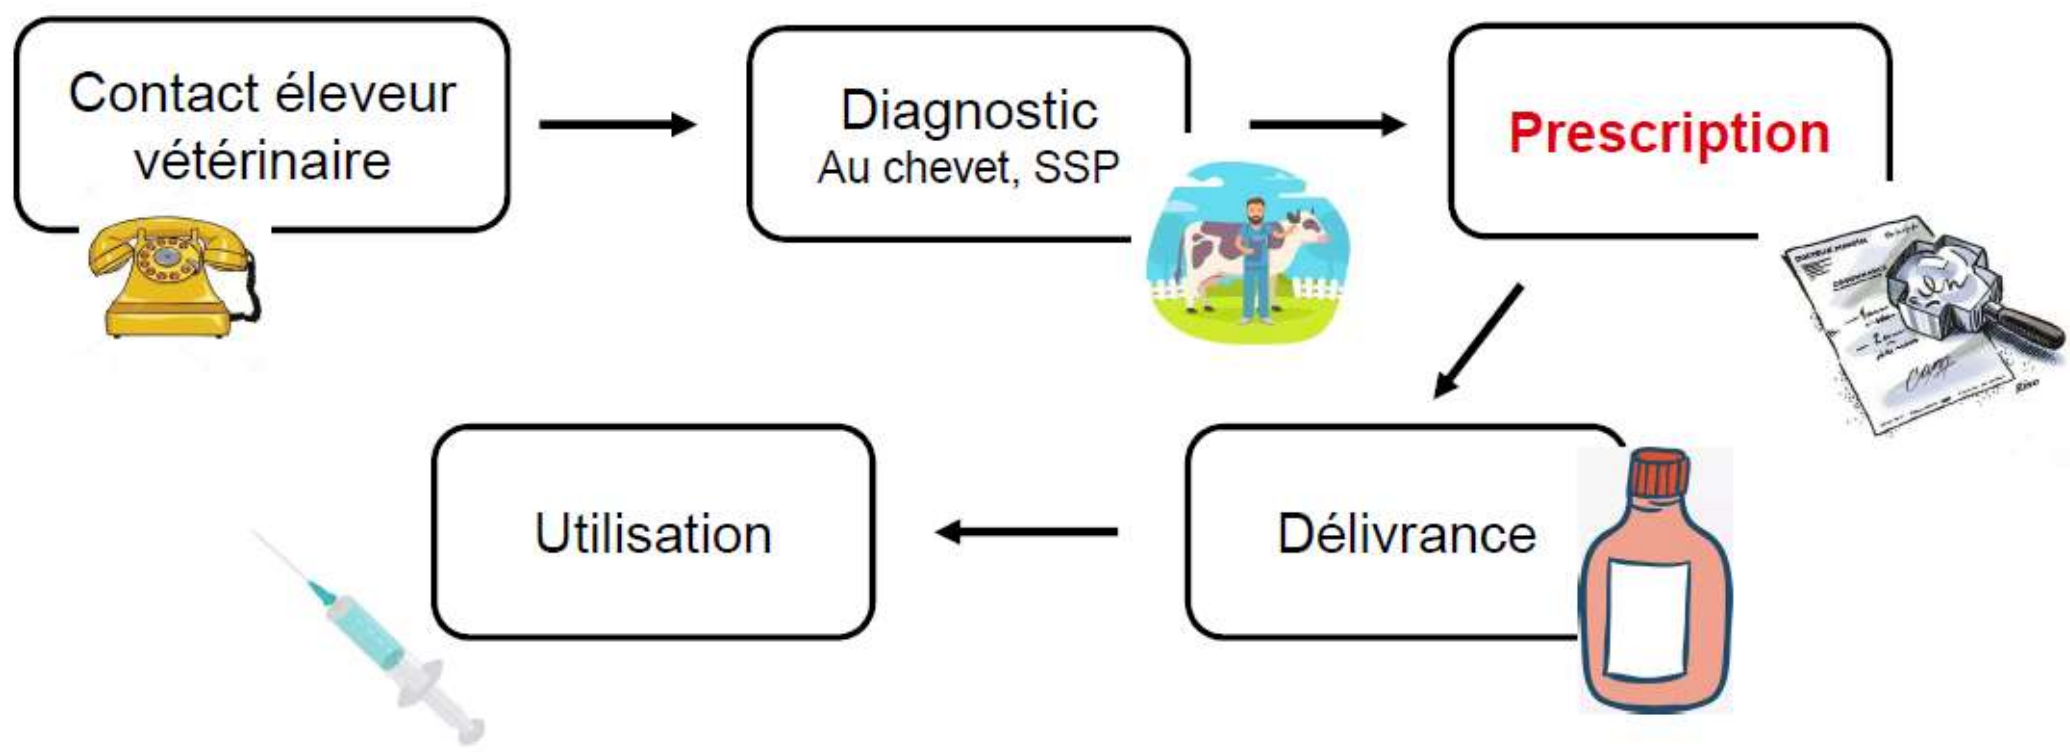 Contact éleveur
vétérinaire
Diagnostic
Au chevet, SSP
Prescription
Délivrance
Utilisation